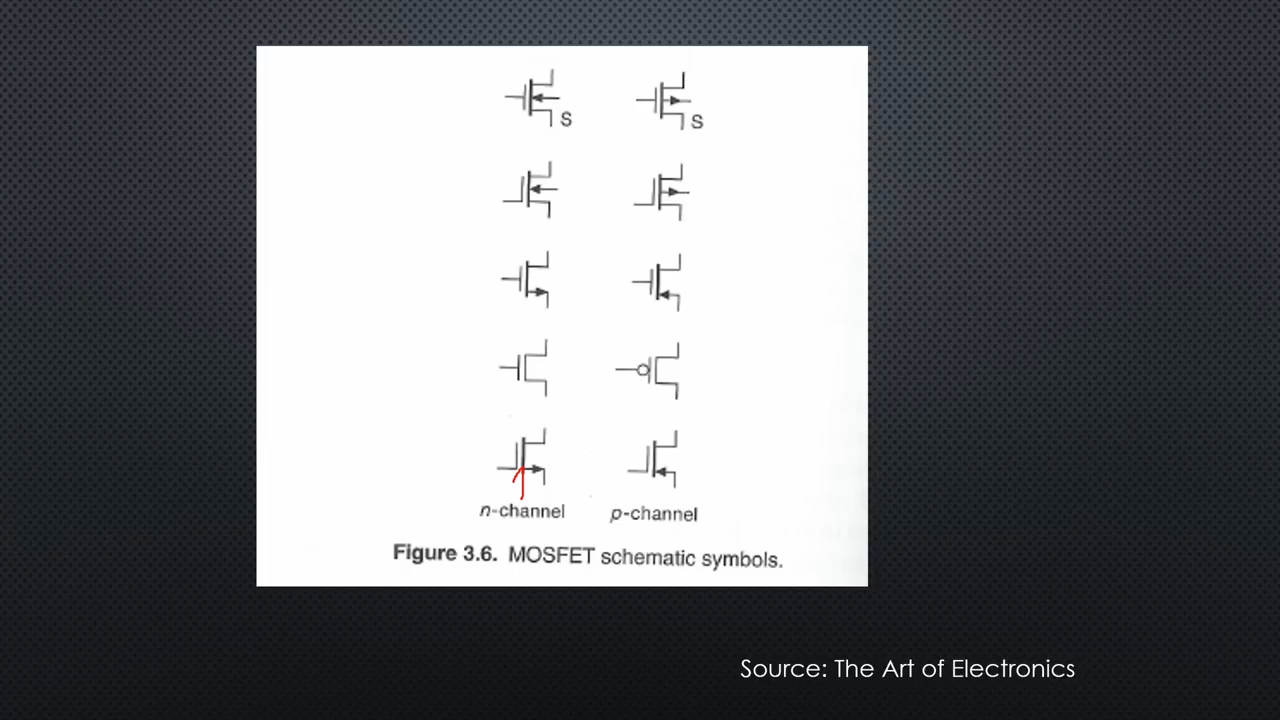 S S
n-channel p-channel
Figure 3.6. MOSFET schematic symbols.
Source: The Art of Electronics